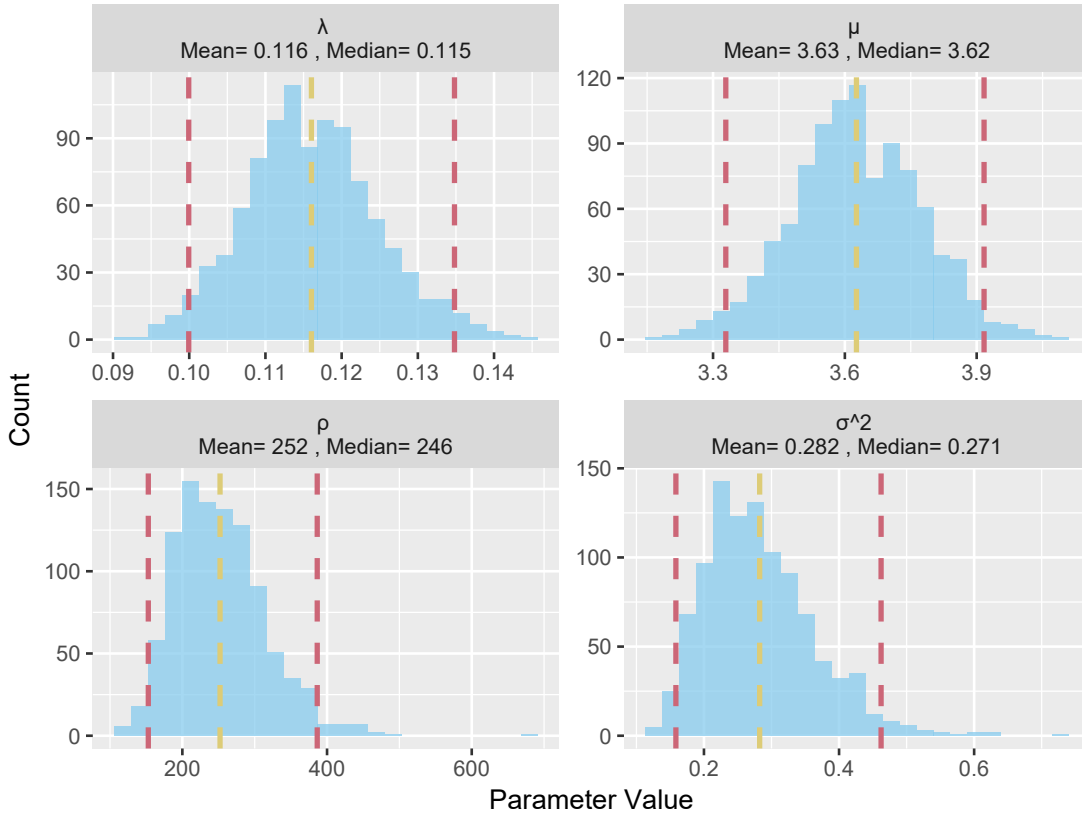 λ
Mean= 0.116 , Median= 0.115
μ
Mean= 3.63 , Median= 3.62
90
60
30
0
0.09 0.10 0.11 0.12 0.13 0.14
120
90
60
30
0
3.3 3.6 3.9
Count
ρ
Mean= 252 , Median= 246
σ^2
Mean= 0.282 , Median= 0.271
150
100
50
0
200 400 600
150
100
50
0
0.2 0.4 0.6
Parameter Value